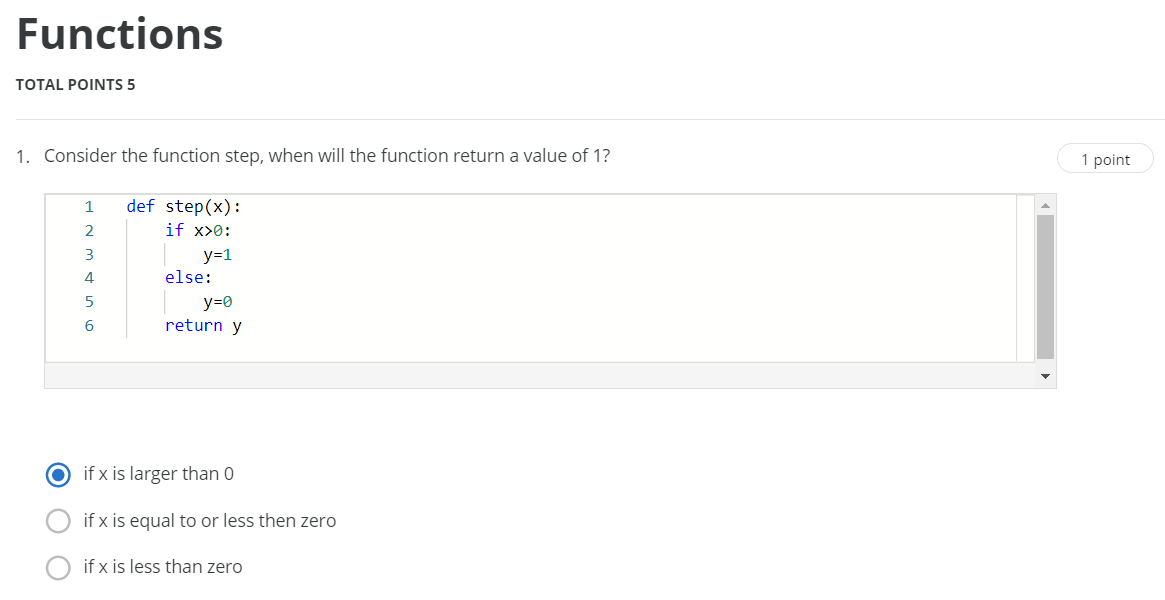 Functions
TOTAL POINTS 5
1. Consider the function step, when will the function return a value of 1?
1 point
1 def step(x):
2     if x>0:
3         y=1
4     else:
5         y=0
6     return y
if x is larger than 0
if x is equal to or less then zero
if x is less than zero